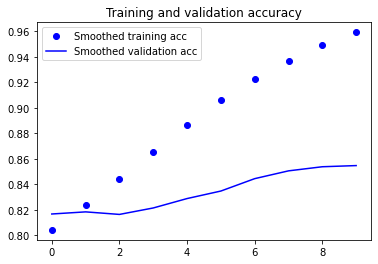 Training and validation accuracy
Smoothed training acc
Smoothed validation acc
0.96
0.94
0.92
0.90
0.88
0.86
0.84
0.82
0.80
0 2 4 6 8